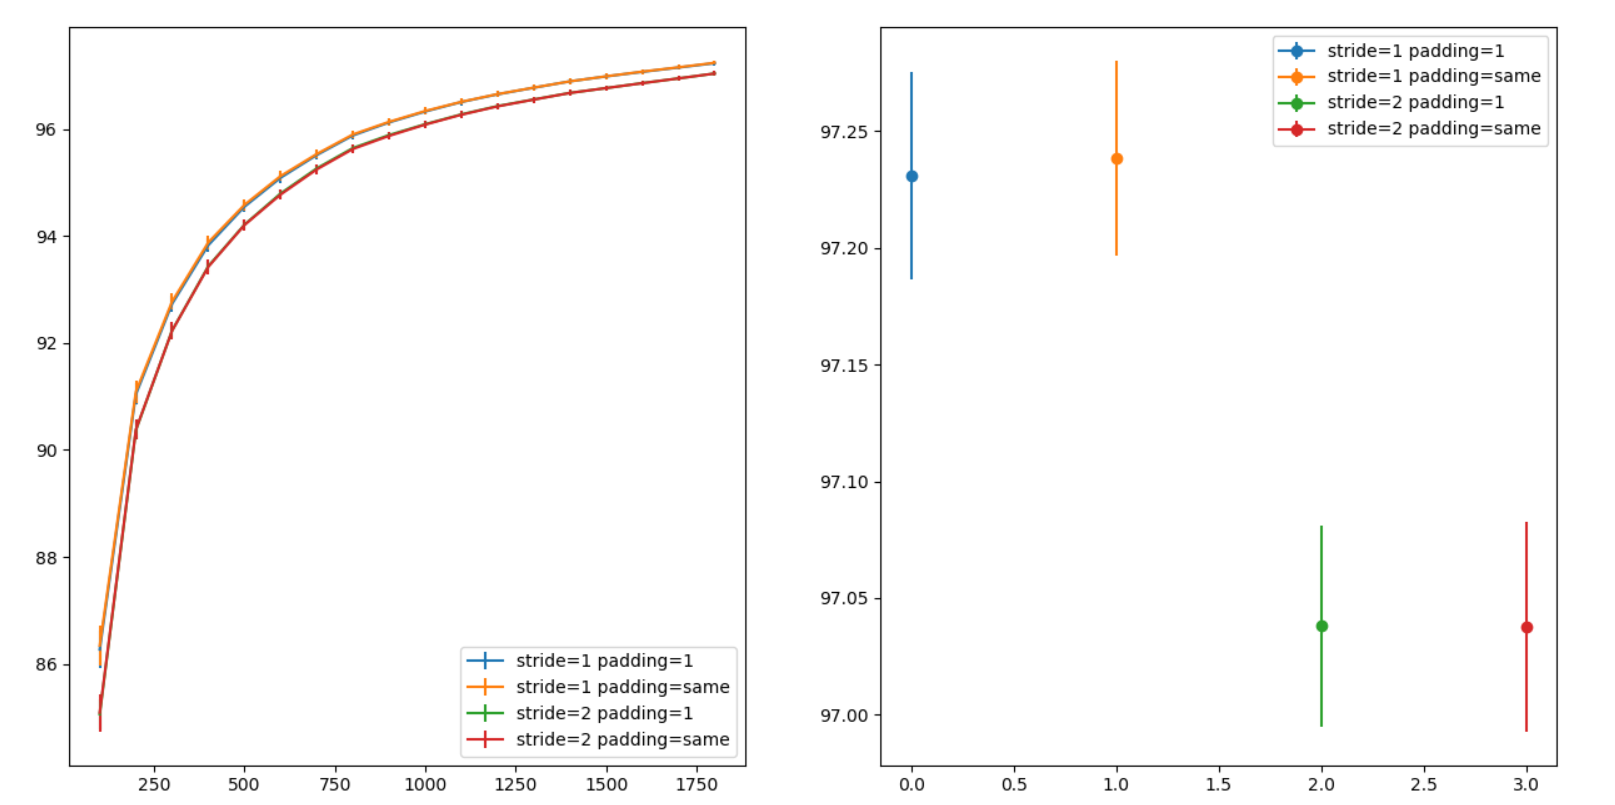 96
94
92
90
88
86
250 500 750 1000 1250 1500 1750
stride=1 padding=1
stride=1 padding=same
stride=2 padding=1
stride=2 padding=same
97.25
97.20
97.15
97.10
97.05
97.00
0.0 0.5 1.0 1.5 2.0 2.5 3.0
stride=1 padding=1
stride=1 padding=same
stride=2 padding=1
stride=2 padding=same